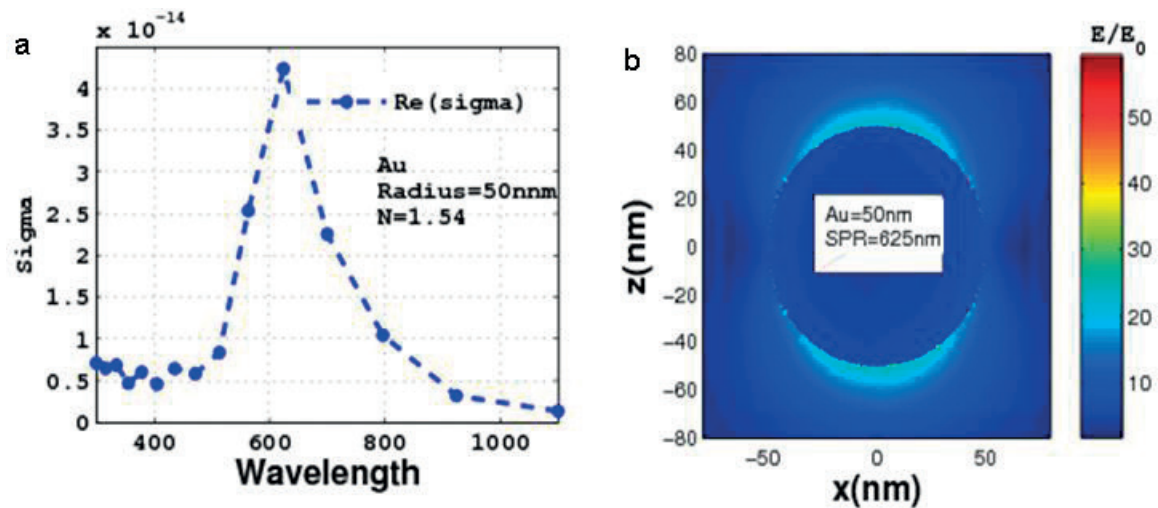 a
x 10⁻¹⁴
4
3.5
3
2.5
2
1.5
1
0.5
0
Sigma
Re(sigma)
Au
Radius=50nnm
N=1.54
400
600
800
1000
Wavelength
b
E/E₀
80
60
40
20
0
-20
-40
-60
-80
z(nm)
Au=50nm
SPR=625nm
-50
0
50
x(nm)
60
50
40
30
20
10